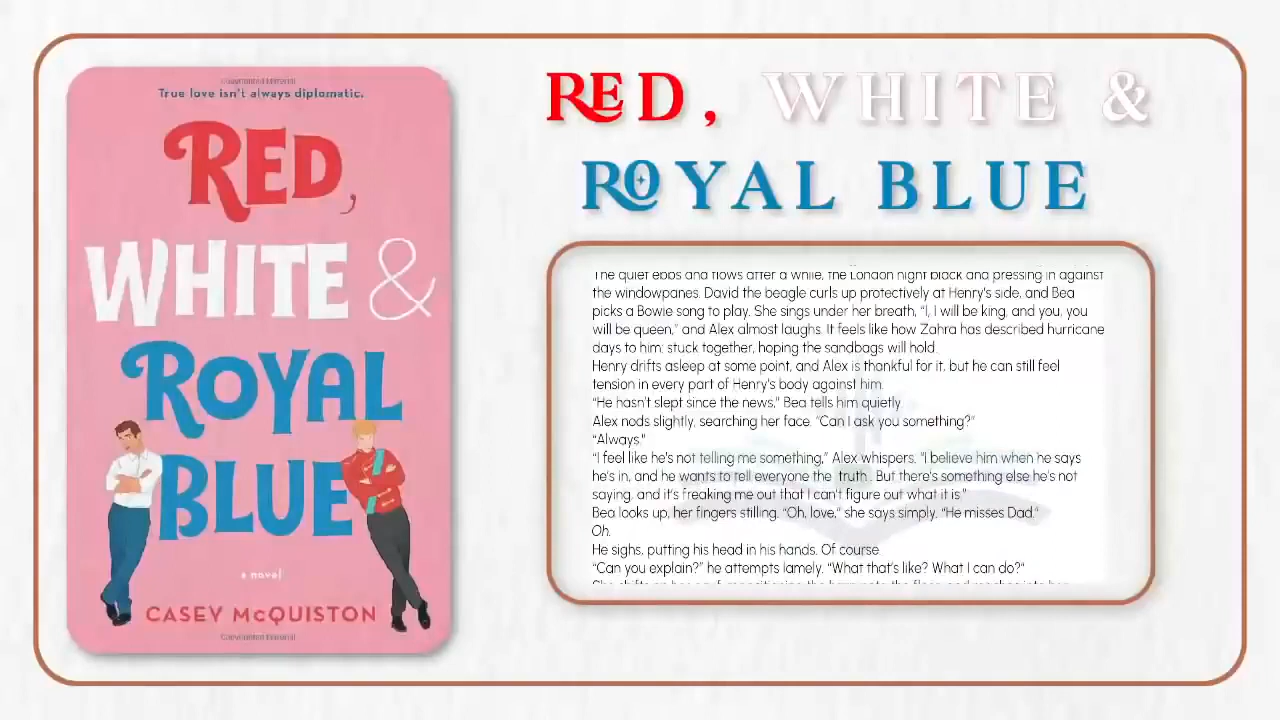 Copyrighted Material
True love isn't always diplomatic.
RED,
WHITE &
ROYAL
BLUE
a novel
CASEY McQUISTON
Copyrighted Material
RED, WHITE &
ROYAL BLUE
The quiet ebbs and flows after a while, the London night black and pressing in against
the windowpanes. David the beagle curls up protectively at Henry's side, and Bea
picks a Bowie song to play. She sings under her breath, “I, I will be king, and you, you
will be queen,” and Alex almost laughs. It feels like how Zahra has described hurricane
days to him: stuck together, hoping the sandbags will hold.
Henry drifts asleep at some point, and Alex is thankful for it, but he can still feel
tension in every part of Henry's body against him.
“He hasn't slept since the news,” Bea tells him quietly.
Alex nods slightly, searching her face. “Can I ask you something?”
“Always.”
“I feel like he's not telling me something,” Alex whispers. “I believe him when he says
he's in, and he wants to tell everyone the truth. But there's something else he's not
saying, and it's freaking me out that I can't figure out what it is.”
Bea looks up, her fingers stilling. “Oh, love,” she says simply. “He misses Dad.”
Oh.
He sighs, putting his head in his hands. Of course.
“Can you explain?” he attempts lamely. “What that's like? What I can do?”